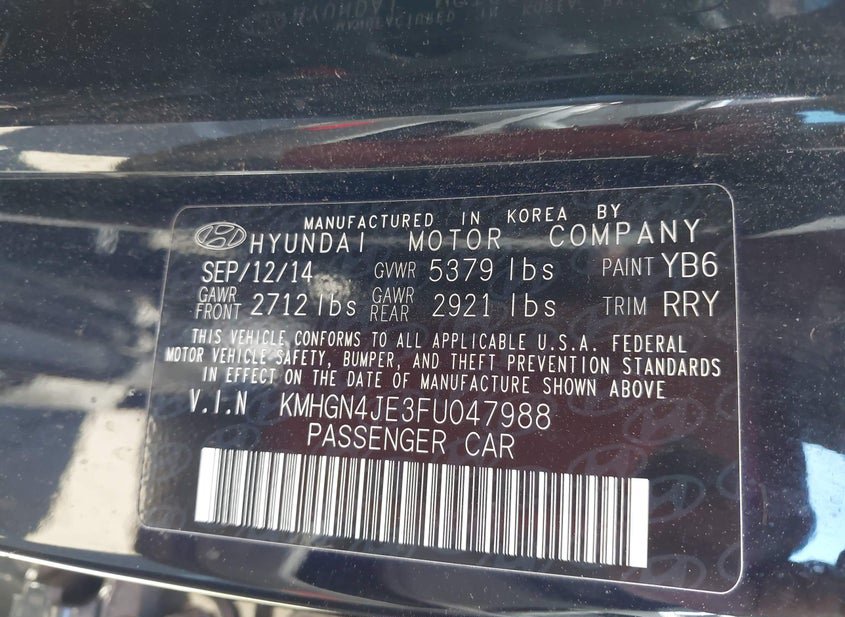 MANUFACTURED IN KOREA BY
HYUNDAI MOTOR COMPANY
SEP/12/14 GVWR 5379 lbs PAINT YB6
GAWR FRONT 2712 lbs GAWR REAR 2921 lbs TRIM RRY
THIS VEHICLE CONFORMS TO ALL APPLICABLE U.S.A. FEDERAL
MOTOR VEHICLE SAFETY, BUMPER, AND THEFT PREVENTION STANDARDS
IN EFFECT ON THE DATE OF MANUFACTURE SHOWN ABOVE
V.I.N KMHGN4JE3FU047988
PASSENGER CAR